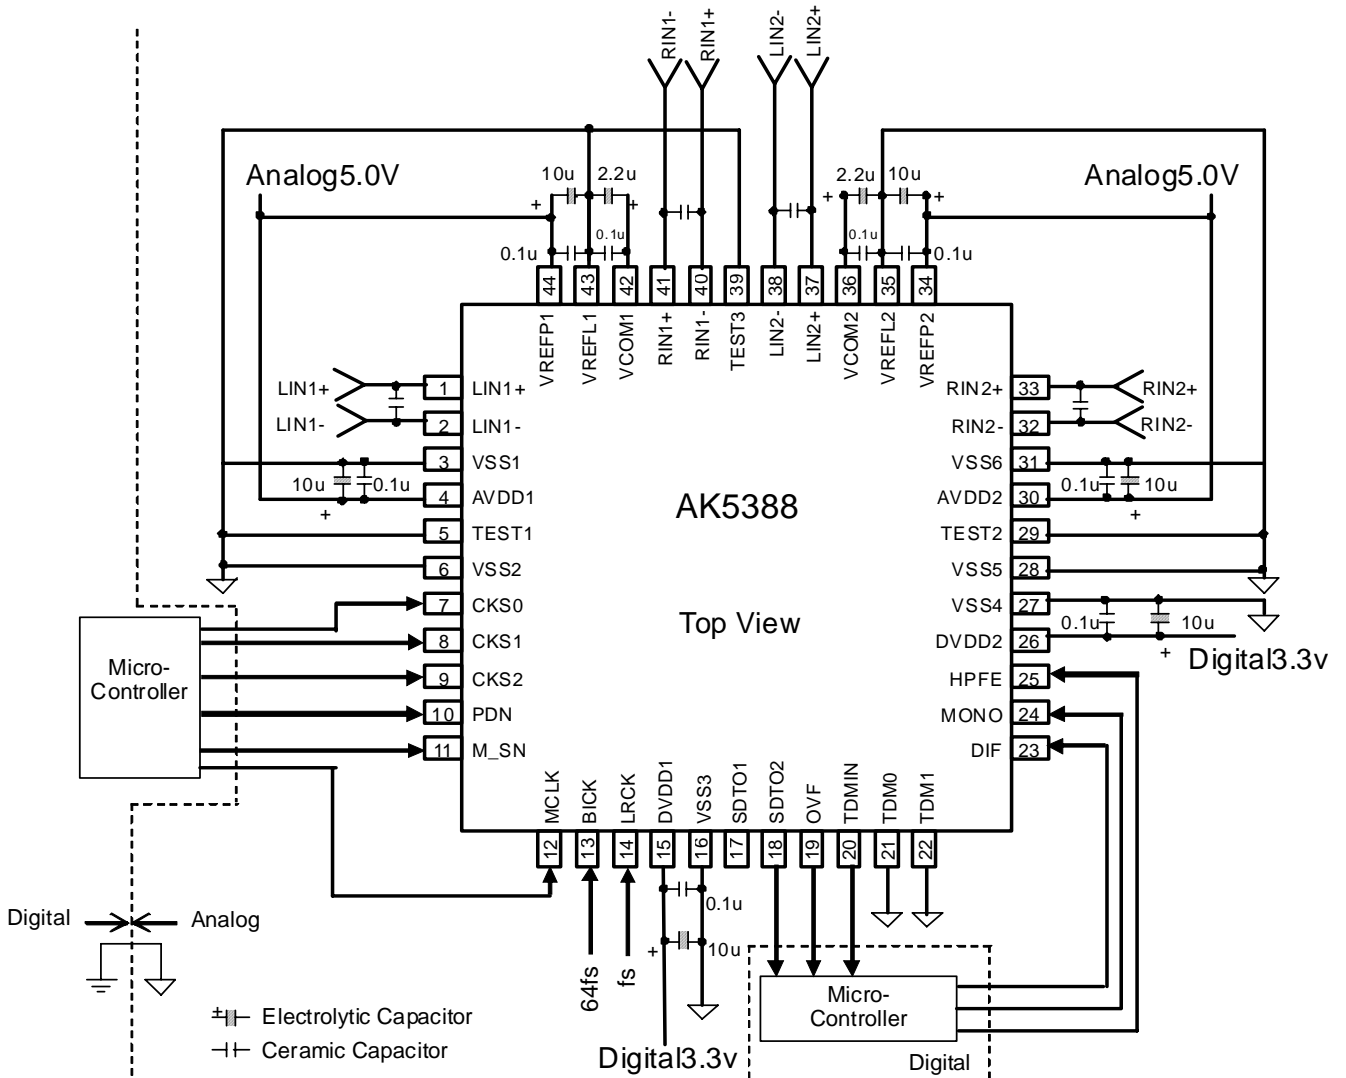 RIN1-
RIN1+
LIN2-
LIN2+
Analog5.0V
10u
2.2u
2.2u
10u
Analog5.0V
+
+
+
+
0.1u
0.1u
0.1u
0.1u
44
43
42
41
40
39
38
37
36
35
34
VREFP1
VREFL1
VCOM1
RIN1+
RIN1-
TEST3
LIN2-
LIN2+
VCOM2
VREFL2
VREFP2
LIN1+
1
LIN1+
RIN2+
33
RIN2+
LIN1-
2
LIN1-
RIN2-
32
RIN2-
3
VSS1
VSS6
31
10u
0.1u
0.1u
10u
+
4
AVDD1
AVDD2
30
+
AK5388
5
TEST1
TEST2
29
6
VSS2
VSS5
28
7
CKS0
VSS4
27
0.1u
10u
Top View
8
CKS1
DVDD2
26
+
Digital3.3v
Micro-
Controller
9
CKS2
HPFE
25
10
PDN
MONO
24
11
M_SN
DIF
23
MCLK
BICK
LRCK
DVDD1
VSS3
SDTO1
SDTO2
OVF
TDMIN
TDM0
TDM1
12
13
14
15
16
17
18
19
20
21
22
0.1u
Digital
Analog
+
10u
64fs
fs
Micro-
Controller
+
Electrolytic Capacitor
Ceramic Capacitor
Digital3.3v
Digital